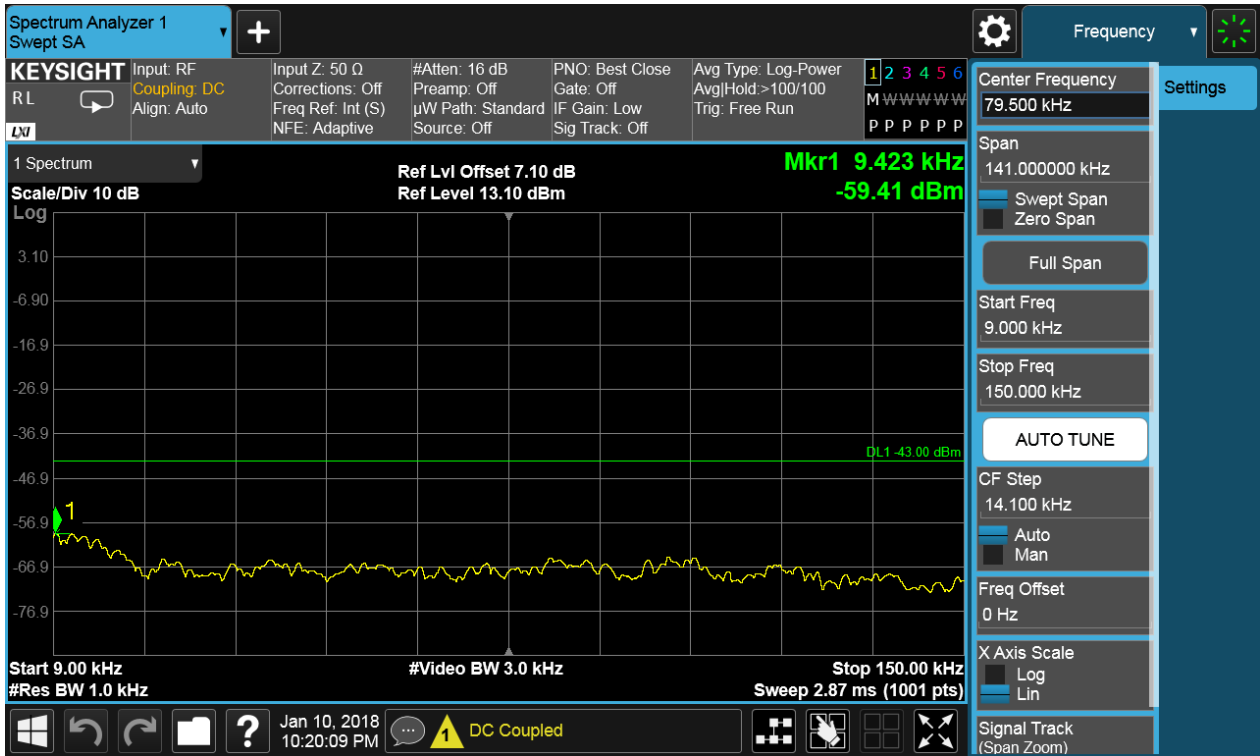 Spectrum Analyzer 1
Swept SA
Frequency
KEYSIGHT
RL
LXI
Input: RF
Coupling: DC
Align: Auto
Input Z: 50 Ω
Corrections: Off
Freq Ref: Int (S)
NFE: Adaptive
#Atten: 16 dB
Preamp: Off
µW Path: Standard
Source: Off
PNO: Best Close
Gate: Off
IF Gain: Low
Sig Track: Off
Avg Type: Log-Power
Avg|Hold:>100/100
Trig: Free Run
1 2 3 4 5 6
M W W W W W
P P P P P P
1 Spectrum
Scale/Div 10 dB
Log
Ref Lvl Offset 7.10 dB
Ref Level 13.10 dBm
Mkr1 9.423 kHz
-59.41 dBm
3.10
-6.90
-16.9
-26.9
-36.9
-46.9
-56.9
-66.9
-76.9
DL1 -43.00 dBm
1
Start 9.00 kHz
#Res BW 1.0 kHz
#Video BW 3.0 kHz
Stop 150.00 kHz
Sweep 2.87 ms (1001 pts)
Center Frequency
79.500 kHz
Span
141.000000 kHz
Swept Span
Zero Span
Full Span
Start Freq
9.000 kHz
Stop Freq
150.000 kHz
AUTO TUNE
CF Step
14.100 kHz
Auto
Man
Freq Offset
0 Hz
X Axis Scale
Log
Lin
Signal Track
(Span Zoom)
Settings
?
Jan 10, 2018
10:20:09 PM
1
DC Coupled